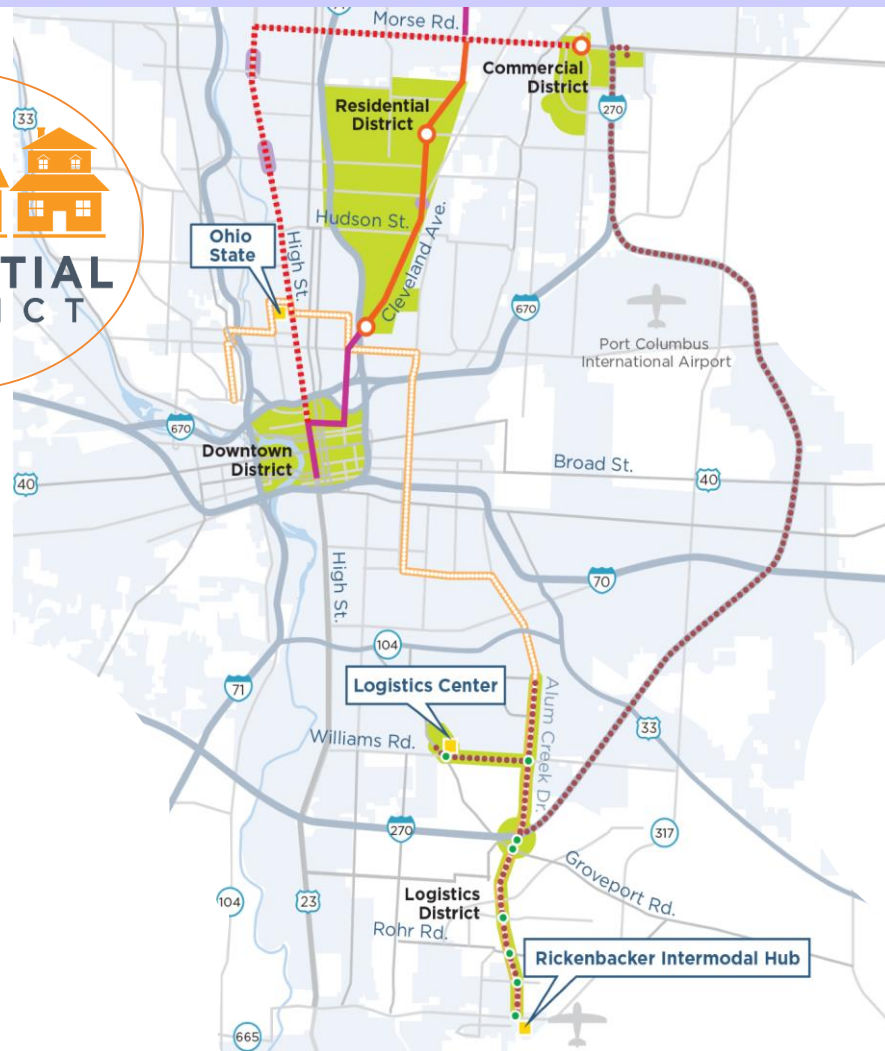 Morse Rd.
Commercial
District
Residential
District
33
270
TIAL
CT
Hudson St.
Cleveland Ave.
Ohio
State
High St.
670
Port Columbus
International Airport
670
Downtown
District
Broad St.
40
40
High St.
70
104
71
Logistics Center
Alum Creek Dr.
Williams Rd.
33
270
317
Groveport Rd.
Logistics
District
104
23
Rohr Rd.
Rickenbacker Intermodal Hub
665